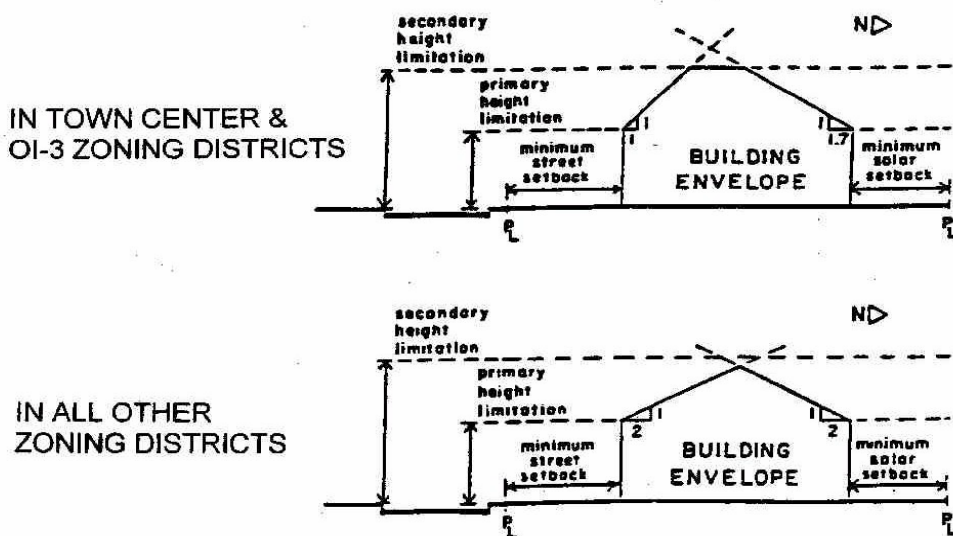 secondary
height
limitation
N
primary
height
limitation
IN TOWN CENTER &
OI-3 ZONING DISTRICTS
1
1
1
1.7
minimum
street
setback
BUILDING
ENVELOPE
minimum
solar
setback
PL
PL
secondary
height
limitation
N
primary
height
limitation
IN ALL OTHER
ZONING DISTRICTS
1
2
1
2
minimum
street
setback
BUILDING
ENVELOPE
minimum
solar
setback
PL
PL